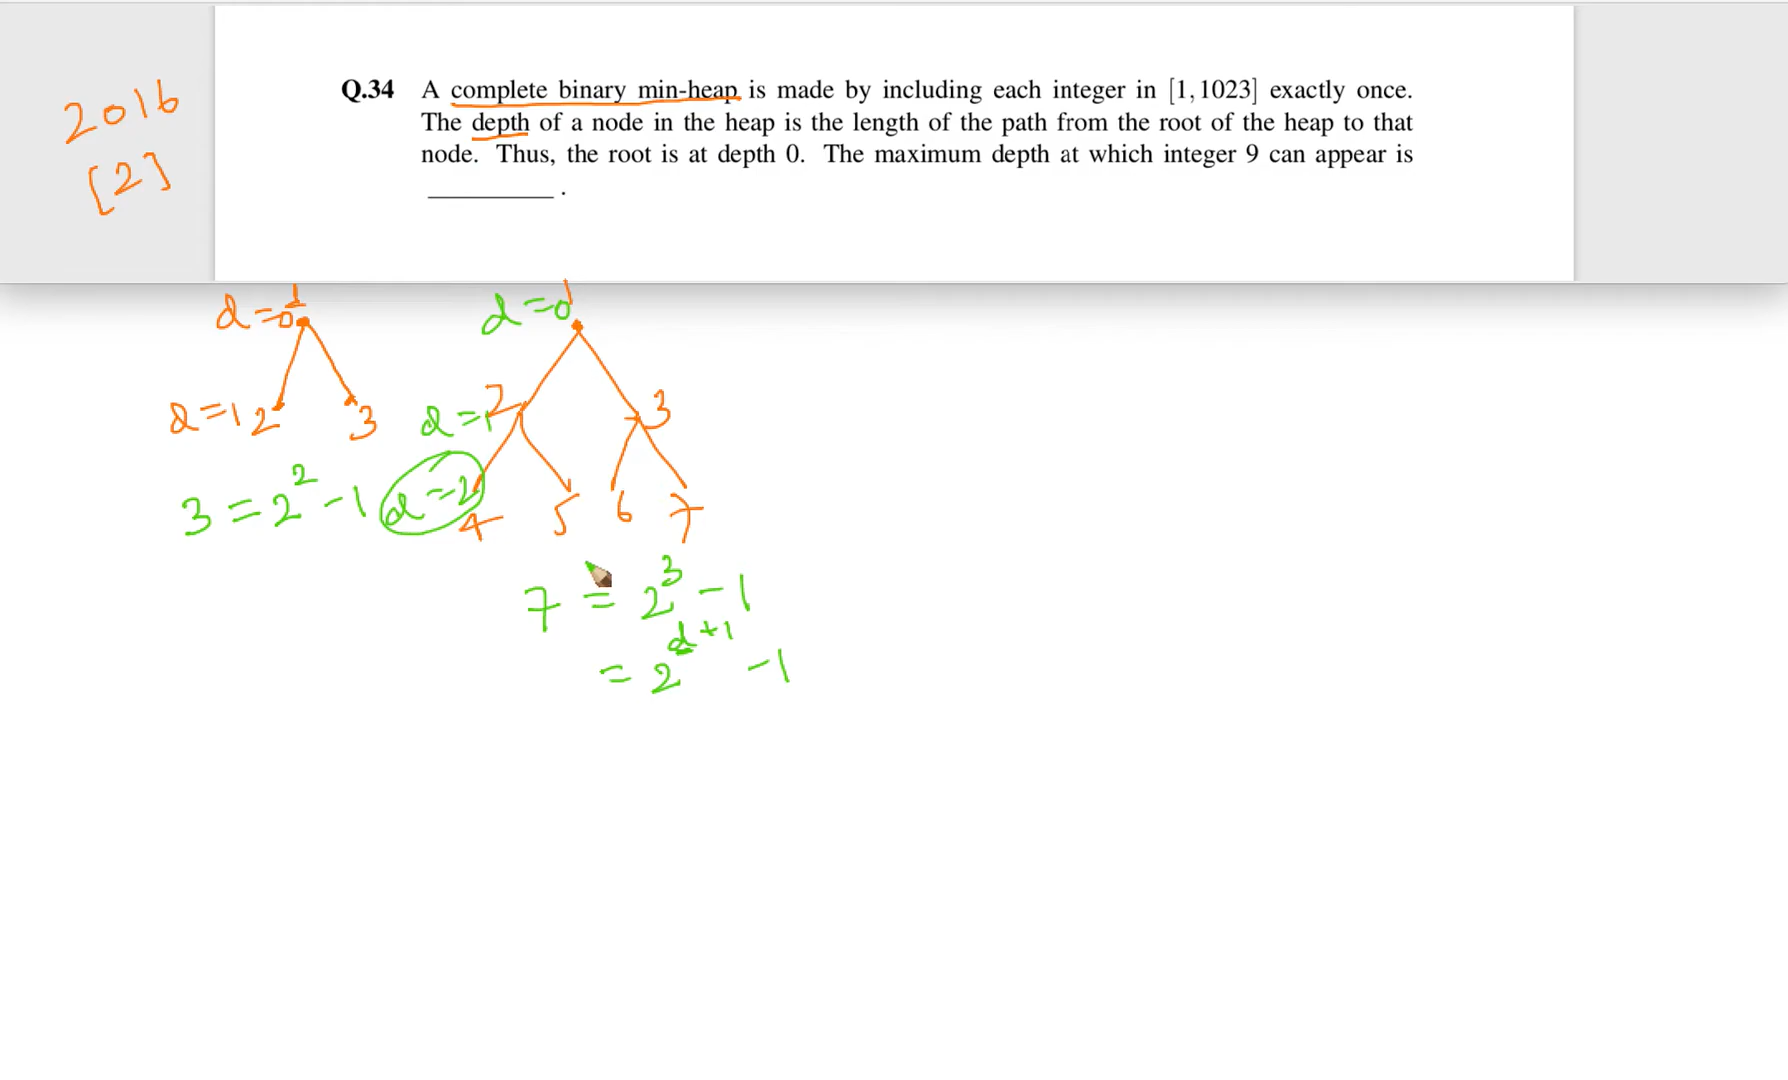 2016
[2]
Q.34 A complete binary min-heap is made by including each integer in [1, 1023] exactly once.
The depth of a node in the heap is the length of the path from the root of the heap to that
node. Thus, the root is at depth 0. The maximum depth at which integer 9 can appear is
__________ .
d=0 1
d=0 1
d=1 2 3
d=1 2 3
d=2
4 5 6 7
3 = 2^2 -1
7 = 2^3 -1
= 2^d+1 -1